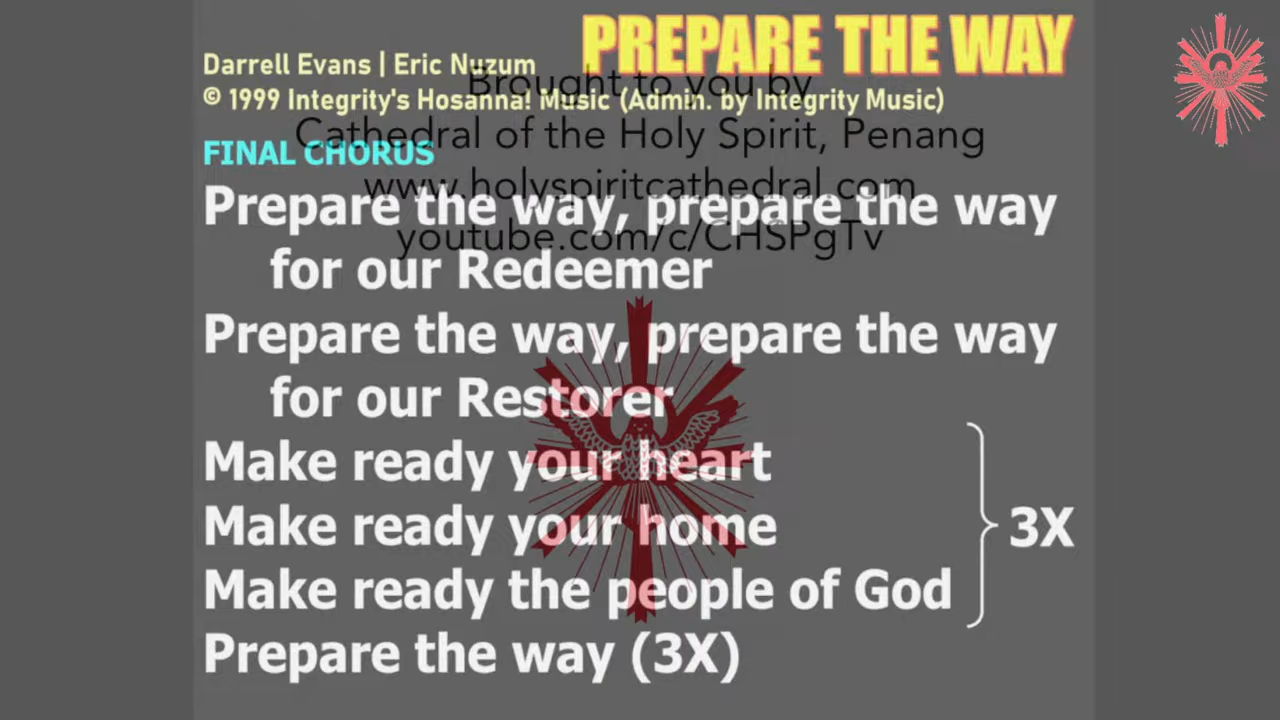 PREPARE THE WAY
Darrell Evans | Eric Nuzum
© 1999 Integrity's Hosanna! Music (Admin. by Integrity Music)
Brought to you by
Cathedral of the Holy Spirit, Penang
www.holyspiritcathedral.com
youtube.com/c/CHSPgTv
FINAL CHORUS
Prepare the way, prepare the way
for our Redeemer
Prepare the way, prepare the way
for our Restorer
Make ready your heart
Make ready your home
Make ready the people of God
3X
Prepare the way (3X)